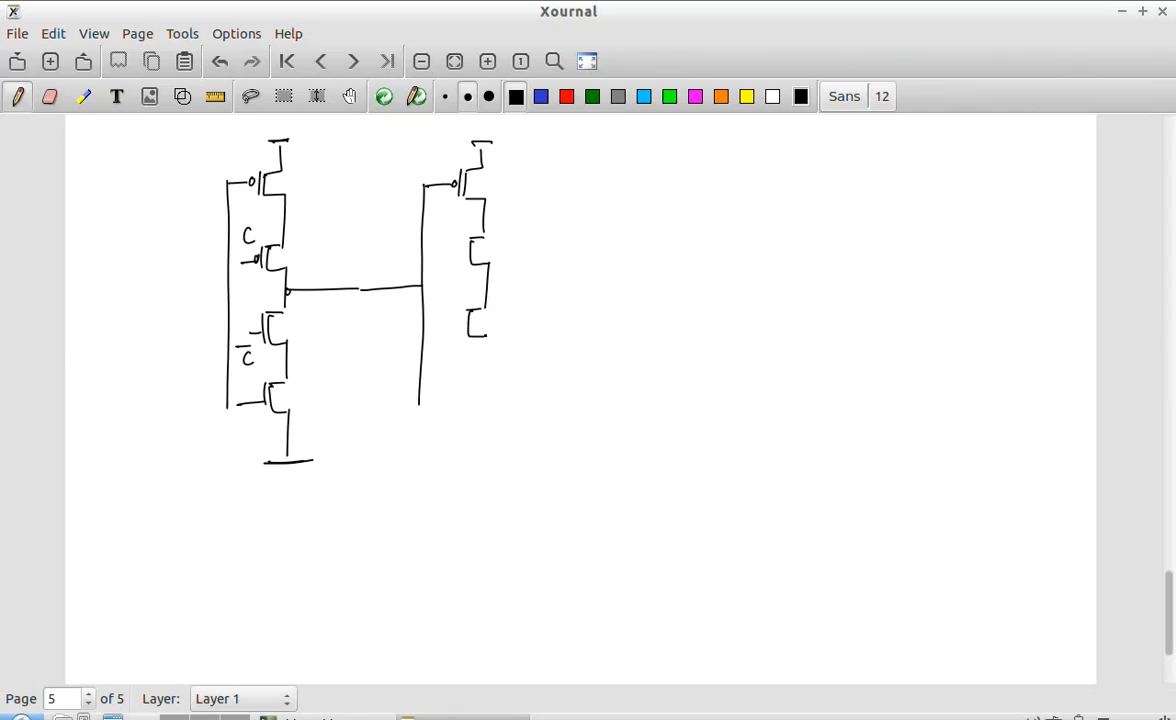 Xournal
File Edit View Page Tools Options Help
Sans 12
C
C̅
Page 5 of 5 Layer: Layer 1